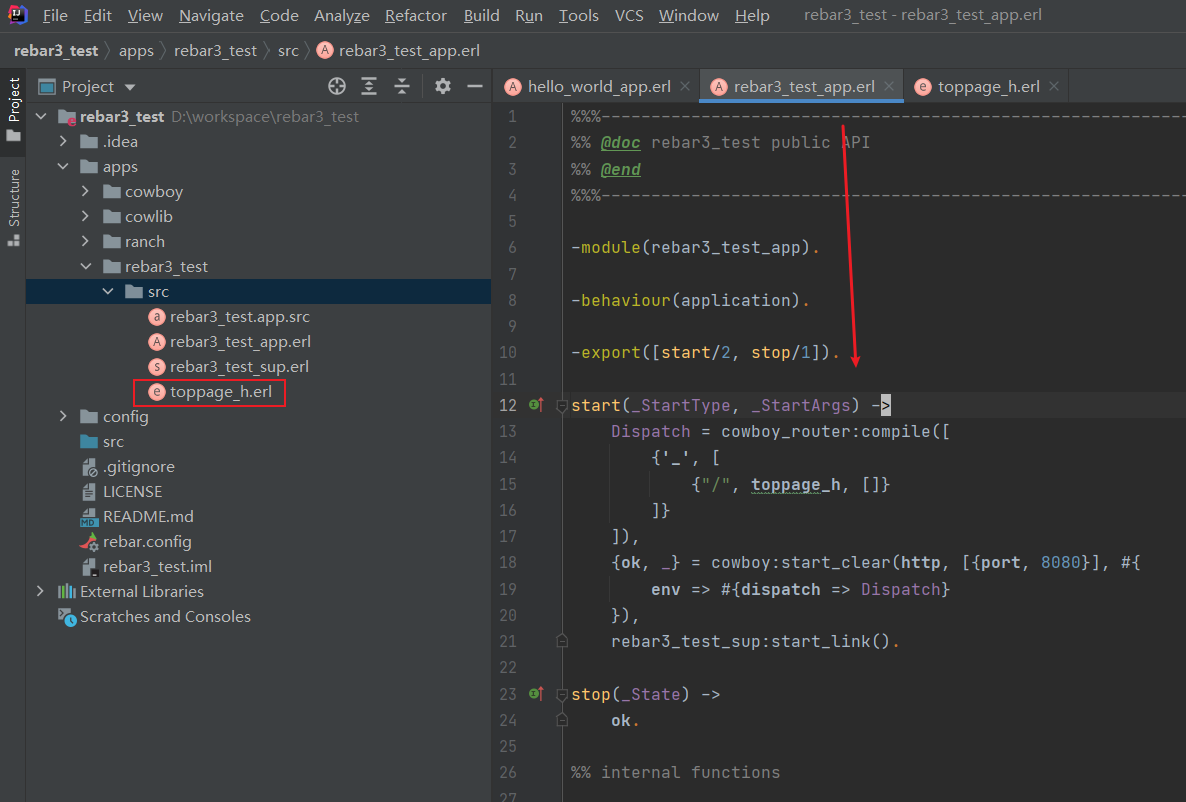 File Edit View Navigate Code Analyze Refactor Build Run Tools VCS Window Help rebar3_test - rebar3_test_app.erl
rebar3_test apps rebar3_test src rebar3_test_app.erl
Project
Structure
Project
rebar3_test D:\workspace\rebar3_test
.idea
apps
cowboy
cowlib
ranch
rebar3_test
src
rebar3_test.app.src
rebar3_test_app.erl
rebar3_test_sup.erl
toppage_h.erl
config
src
.gitignore
LICENSE
README.md
rebar.config
rebar3_test.iml
External Libraries
Scratches and Consoles
hello_world_app.erl rebar3_test_app.erl toppage_h.erl
1 %%%-------------------------------------------------------------------
2 %% @doc rebar3_test public API
3 %% @end
4 %%%-------------------------------------------------------------------
5
6 -module(rebar3_test_app).
7
8 -behaviour(application).
9
10 -export([start/2, stop/1]).
11
12 start(_StartType, _StartArgs) ->
13     Dispatch = cowboy_router:compile([
14         {'_', [
15             {"/", toppage_h, []}
16         ]}
17     ]),
18     {ok, _} = cowboy:start_clear(http, [{port, 8080}], #{
19         env => #{dispatch => Dispatch}
20     }),
21     rebar3_test_sup:start_link().
22
23 stop(_State) ->
24     ok.
25
26 %% internal functions
27